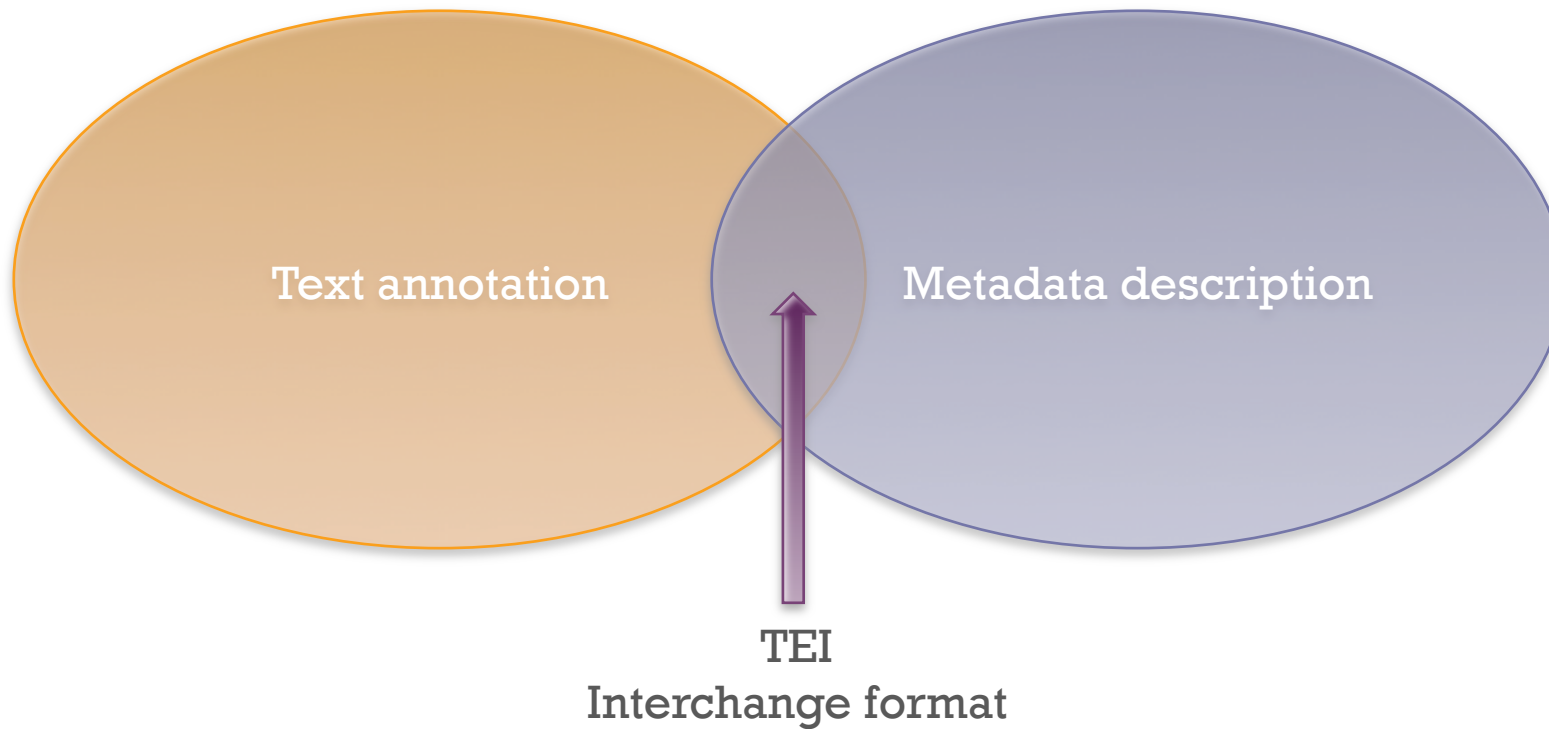 Text annotation
Metadata description
TEI
Interchange format